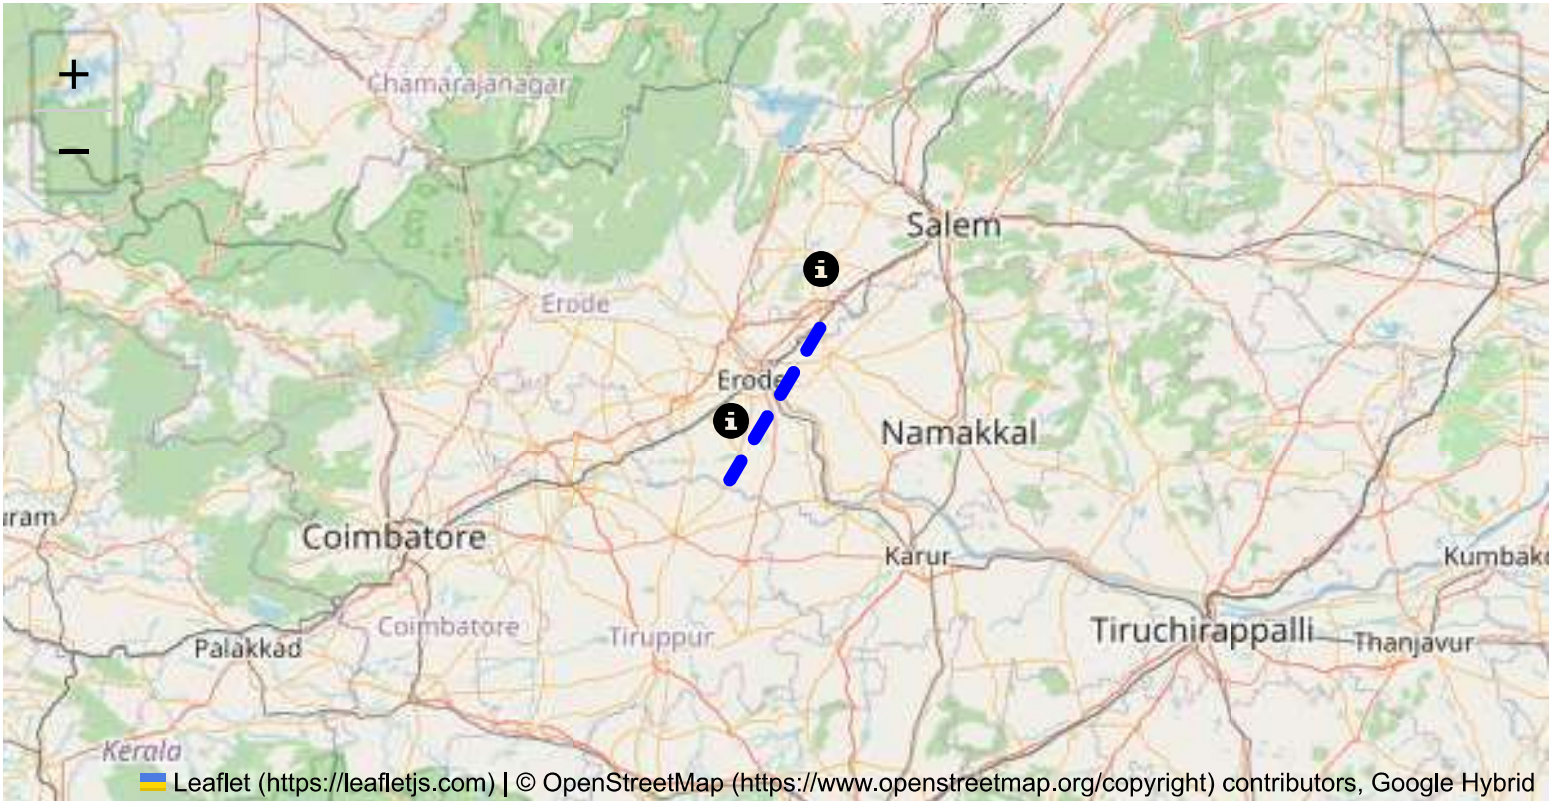 +
Chamarajanagar
−
Salem
i
Erode
Erode
i
Namakkal
uram
Coimbatore
Karur
Kumbako
Coimbatore
Tiruppur
Tiruchirappalli
Thanjavur
Palakkad
Kerala
Leaflet (https://leafletjs.com) | © OpenStreetMap (https://www.openstreetmap.org/copyright) contributors, Google Hybrid